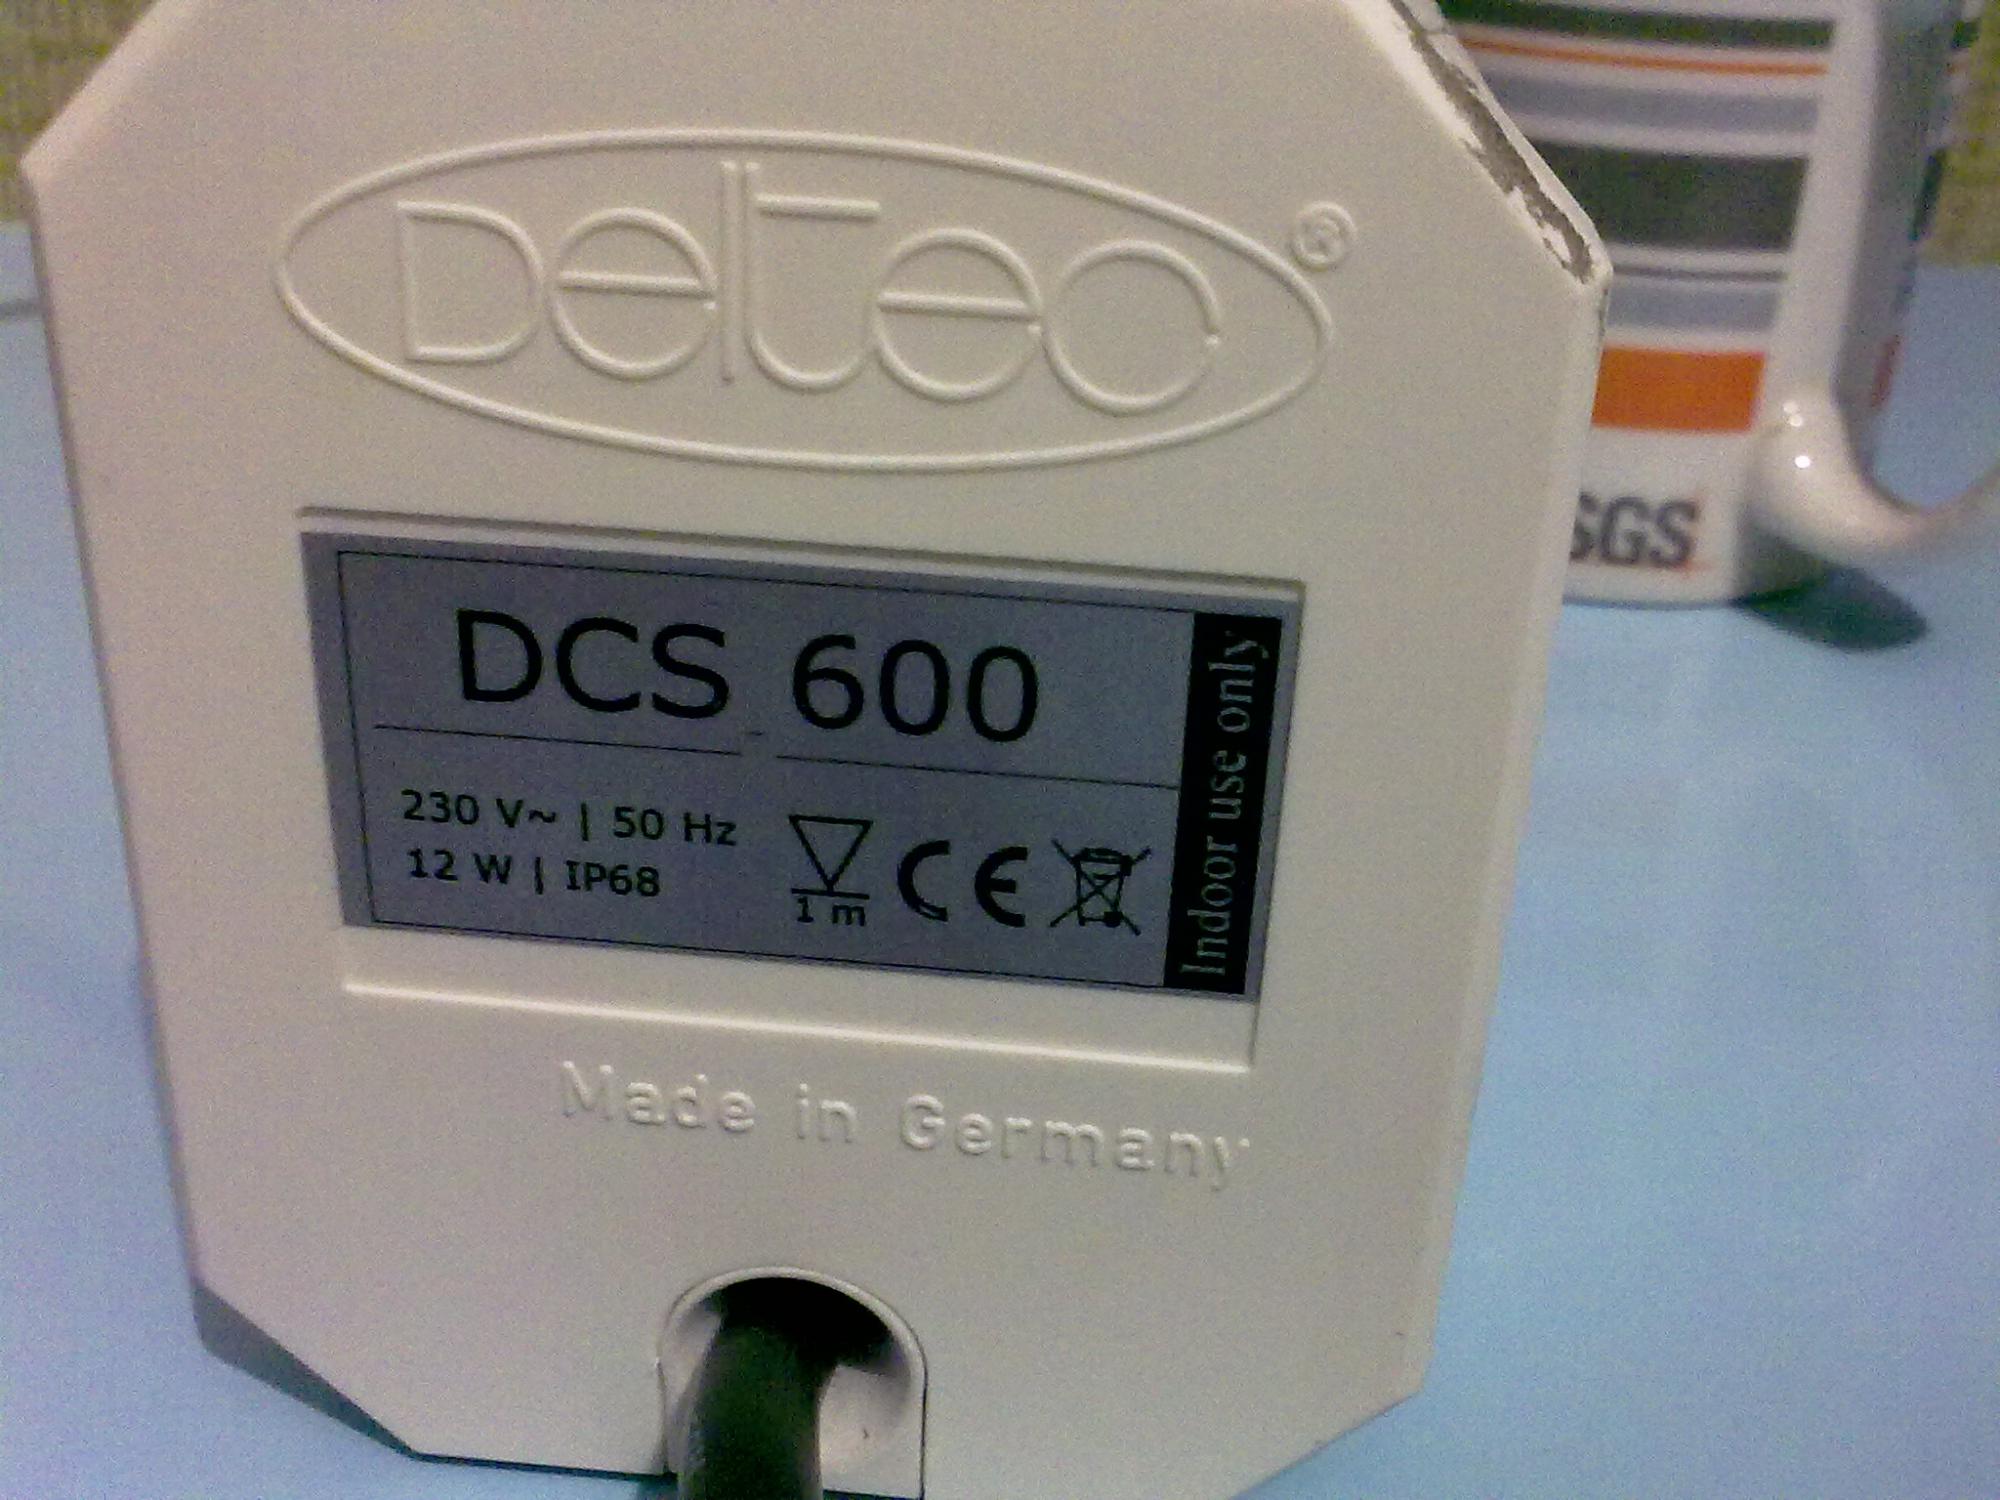 Deltec®
DCS 600
230 V~ | 50 Hz
12 W | IP68
1 m
CE
Indoor use only
Made in Germany
SGS